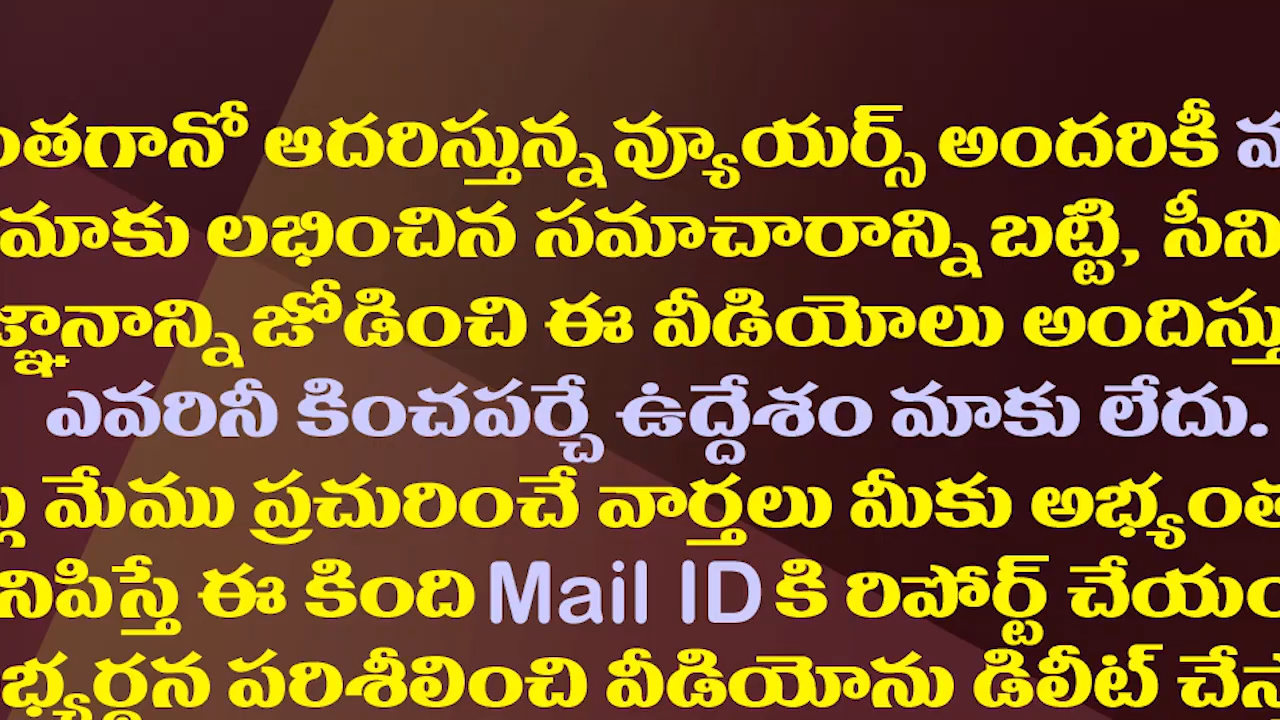 ంతగానో ఆదరిస్తున్న వ్యూయర్స్ అందరికీ
మాకు లభించిన సమాచారాన్ని బట్టి, సీని
జ్ఞానాన్ని జోడించి ఈ వీడియోలు అందిస్తు
ఎవరినీ కించపర్చే ఉద్దేశం మాకు లేదు.
మేము ప్రచురించే వార్తలు మీకు అభ్యంత
నిపిస్తే ఈ కింది Mail ID కి రిపోర్ట్ చేయం
భ్యర్థన పరిశీలించి వీడియోను డిలీట్ చేస